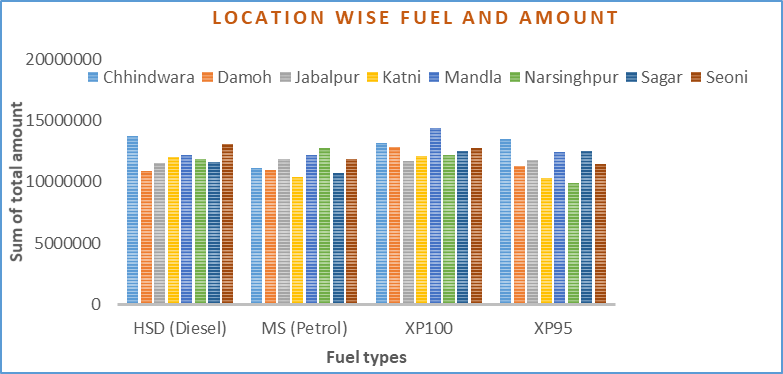 LOCATION WISE FUEL AND AMOUNT
20000000
Chhindwara Damoh Jabalpur Katni Mandla Narsinghpur Sagar Seoni
15000000
10000000
5000000
0
Sum of total amount
HSD (Diesel) MS (Petrol) XP100 XP95
Fuel types